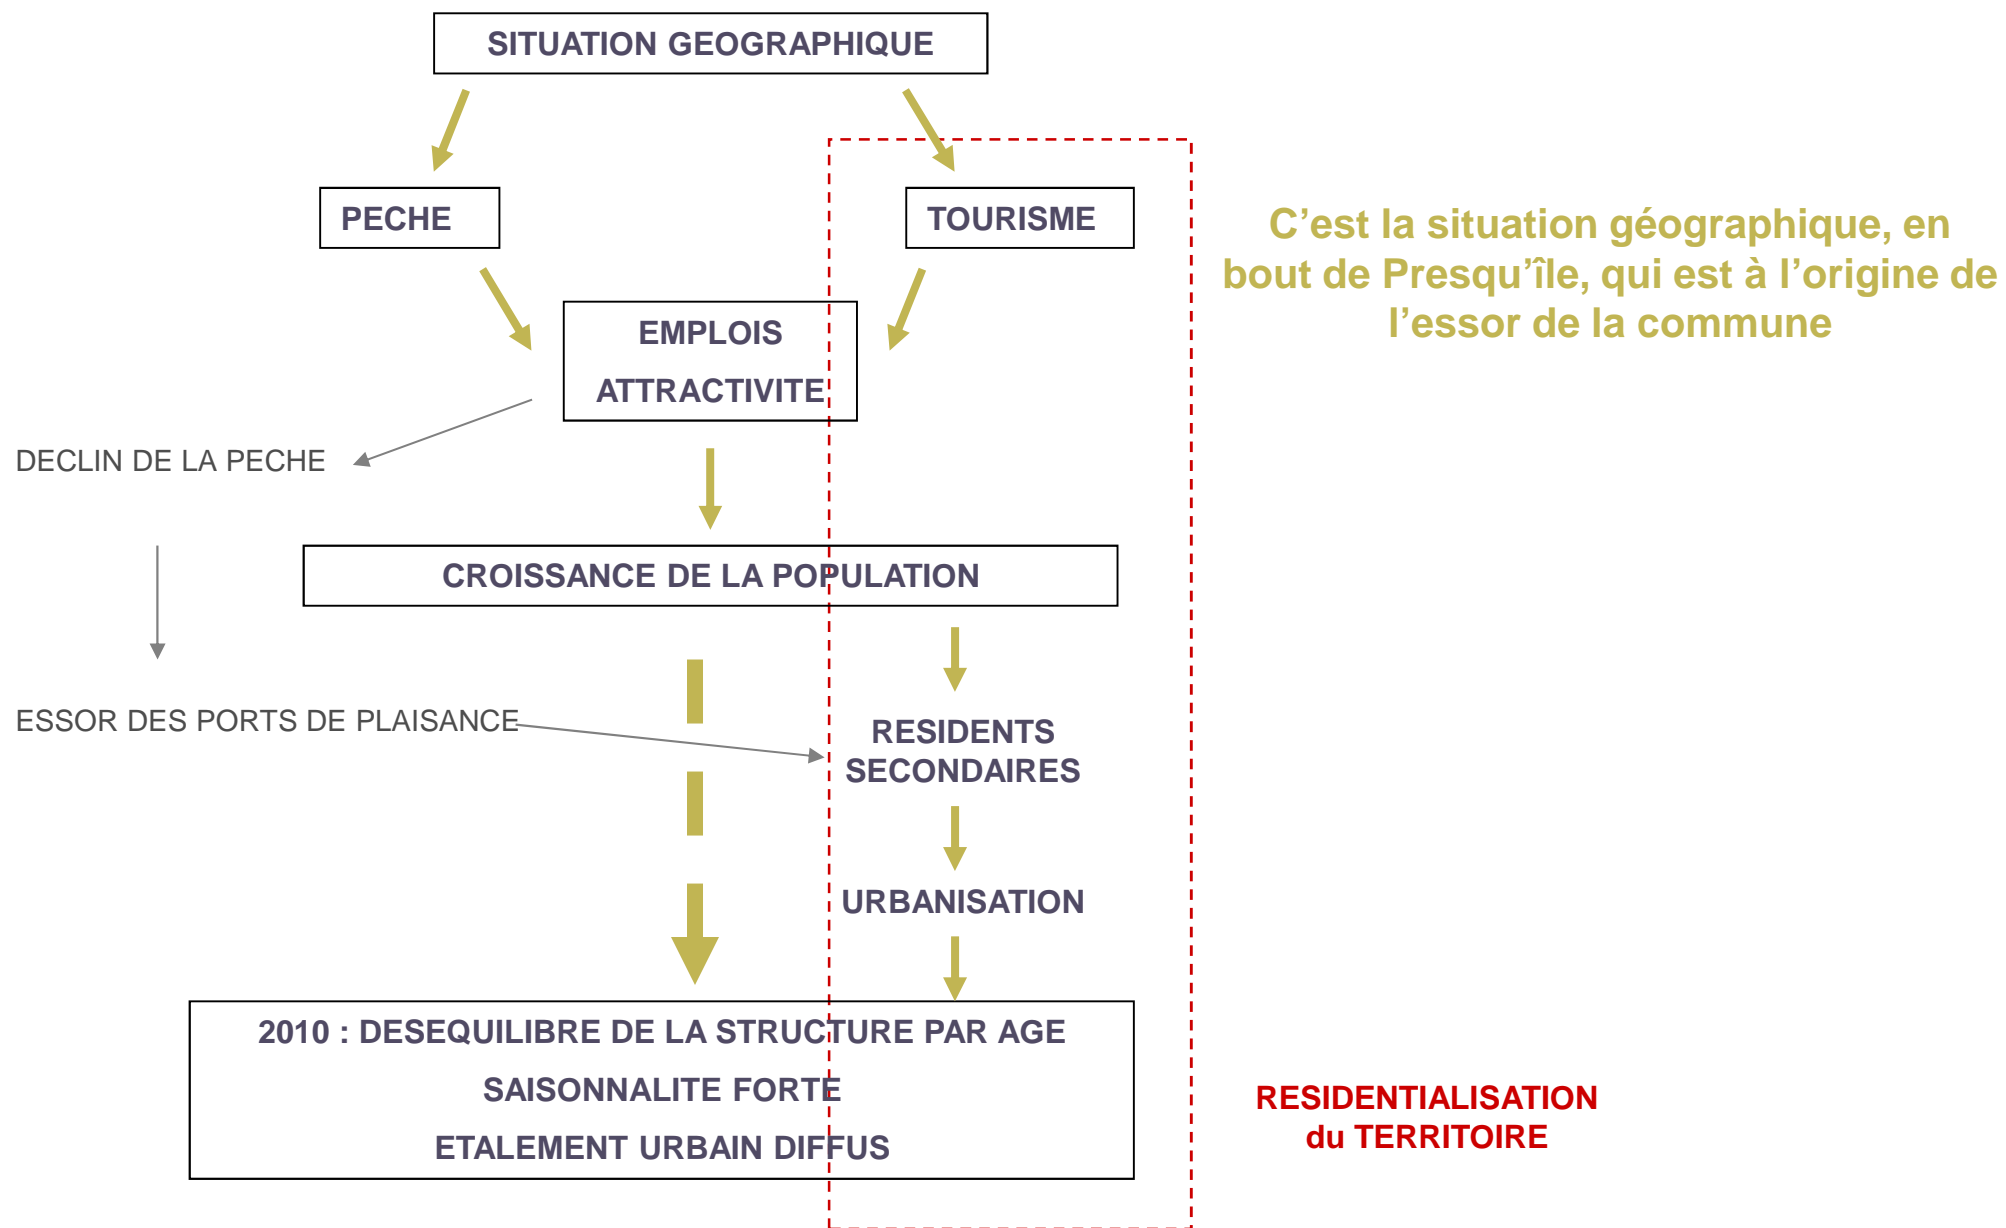 SITUATION GEOGRAPHIQUE
PECHE
TOURISME
C’est la situation géographique, en
bout de Presqu’île, qui est à l’origine de
l’essor de la commune
EMPLOIS
ATTRACTIVITE
DECLIN DE LA PECHE
CROISSANCE DE LA POPULATION
ESSOR DES PORTS DE PLAISANCE
RESIDENTS
SECONDAIRES
URBANISATION
2010 : DESEQUILIBRE DE LA STRUCTURE PAR AGE
SAISONNALITE FORTE
ETALEMENT URBAIN DIFFUS
RESIDENTIALISATION
du TERRITOIRE